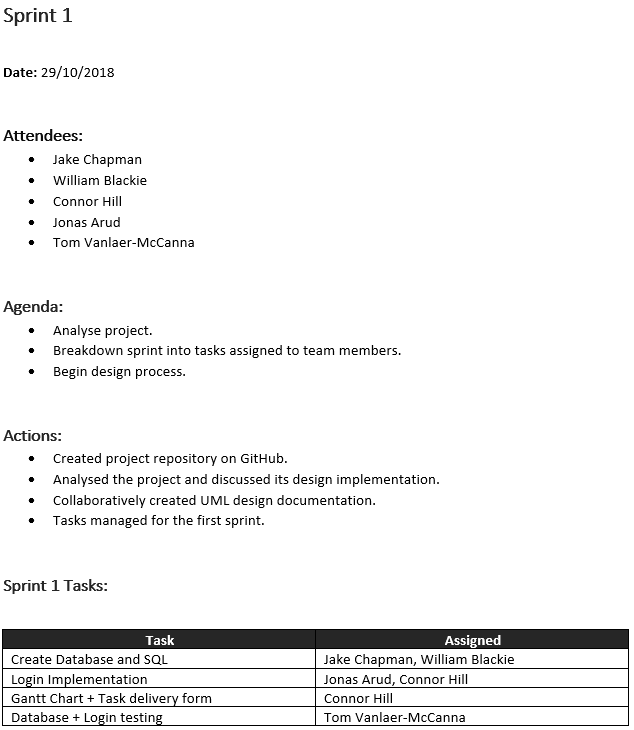 Sprint 1
Date: 29/10/2018
Attendees:
• Jake Chapman
• William Blackie
• Connor Hill
• Jonas Arud
• Tom Vanlaer-McCanna
Agenda:
• Analyse project.
• Breakdown sprint into tasks assigned to team members.
• Begin design process.
Actions:
• Created project repository on GitHub.
• Analysed the project and discussed its design implementation.
• Collaboratively created UML design documentation.
• Tasks managed for the first sprint.
Sprint 1 Tasks:
Task Assigned
Create Database and SQL Jake Chapman, William Blackie
Login Implementation Jonas Arud, Connor Hill
Gantt Chart + Task delivery form Connor Hill
Database + Login testing Tom Vanlaer-McCanna